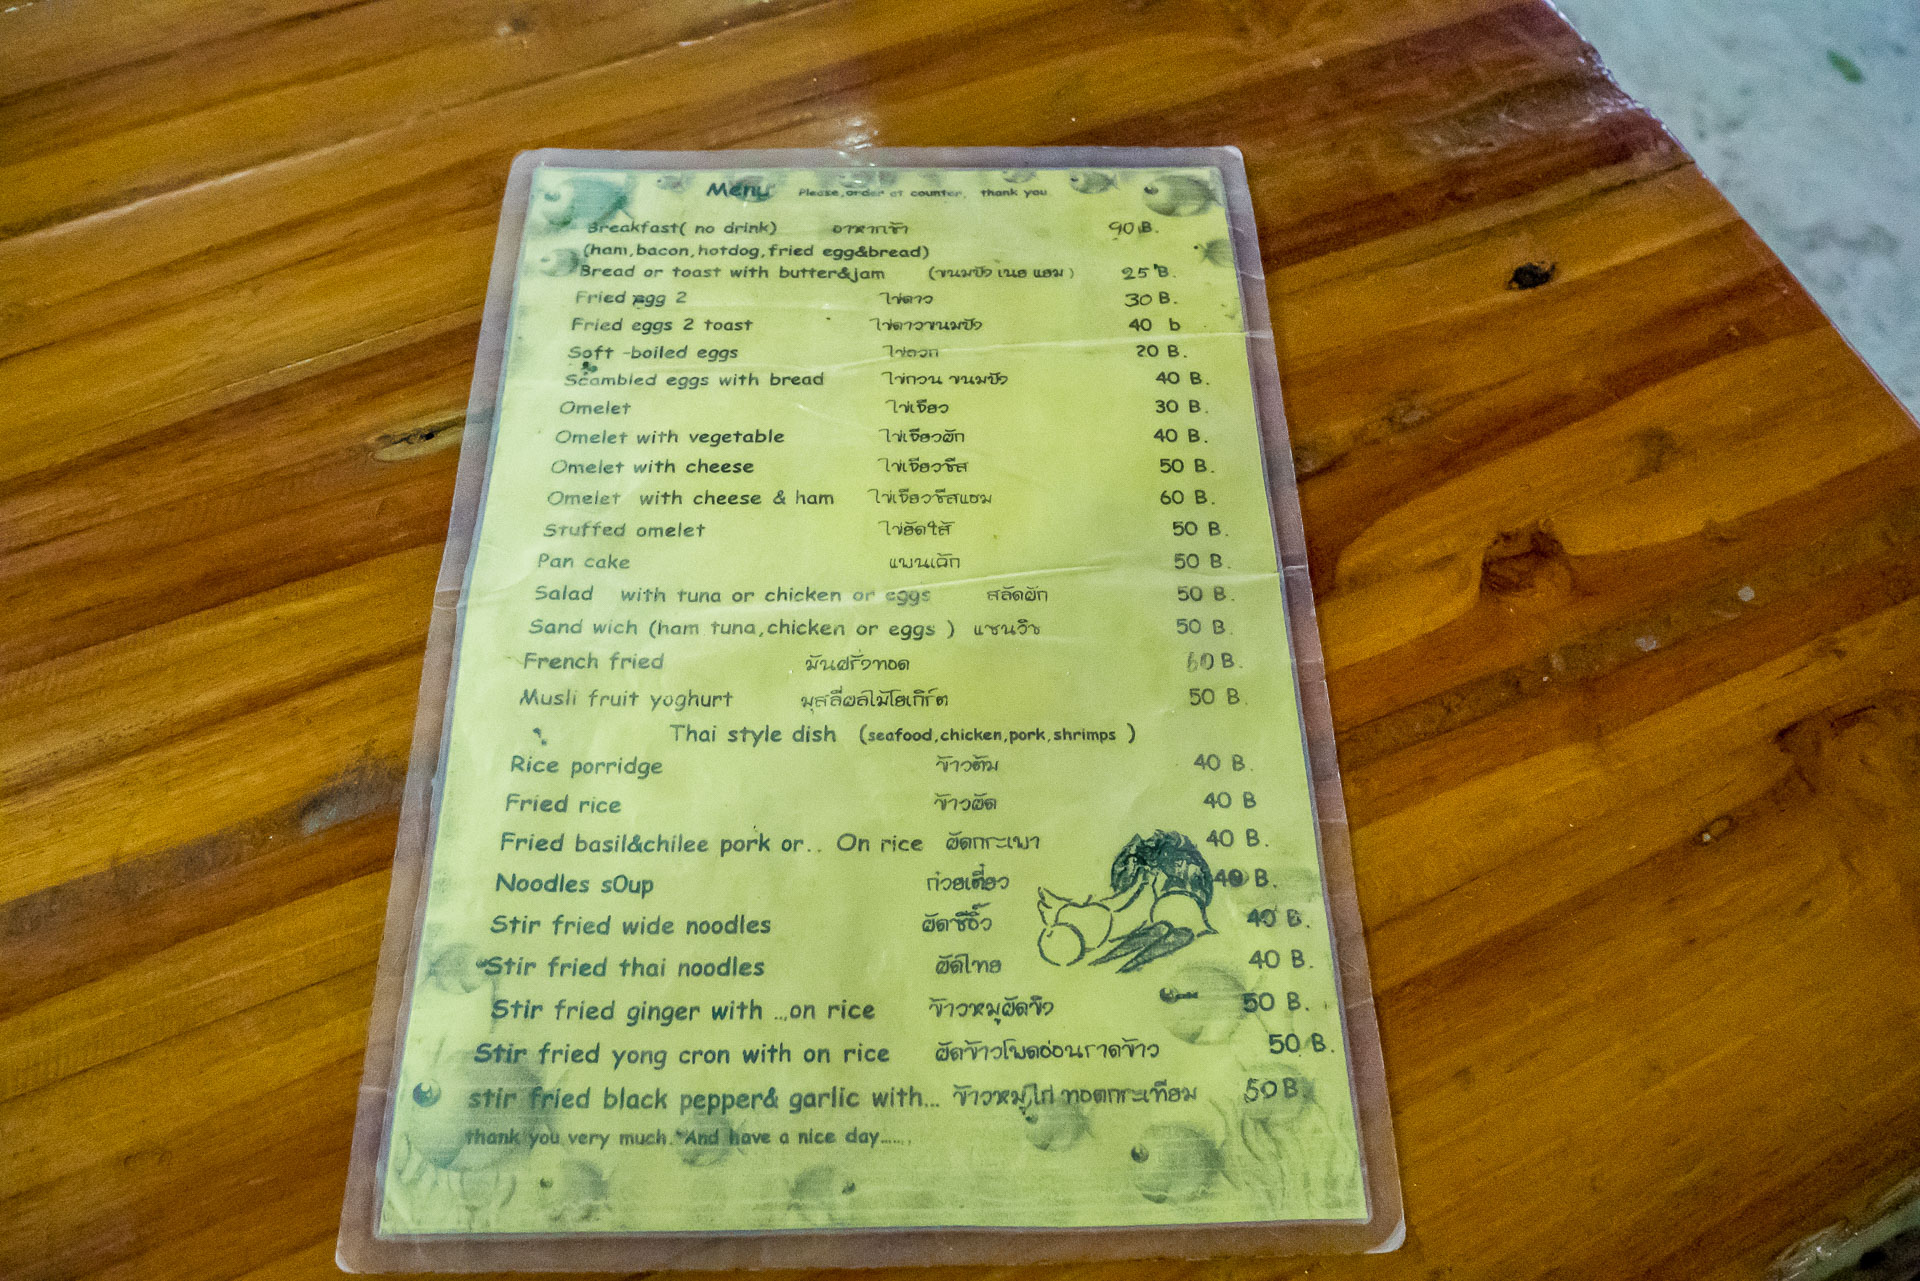 Menu Please,order at counter, thank you
Breakfast( no drink) อาหารเช้า 90 B.
(ham,bacon,hotdog,fried egg&bread)
Bread or toast with butter&jam (ขนมปัง เนย แยม ) 25 B.
Fried egg 2 ไข่ดาว 30 B.
Fried eggs 2 toast ไข่ดาวขนมปัง 40 b
Soft -boiled eggs ไข่ลวก 20 B.
Scambled eggs with bread ไข่กวน ขนมปัง 40 B.
Omelet ไข่เจียว 30 B.
Omelet with vegetable ไข่เจียวผัก 40 B.
Omelet with cheese ไข่เจียวชีส 50 B.
Omelet with cheese & ham ไข่เจียวชีสแฮม 60 B.
Stuffed omelet ไข่ยัดไส้ 50 B.
Pan cake แพนเค้ก 50 B.
Salad with tuna or chicken or eggs สลัดผัก 50 B.
Sand wich (ham tuna,chicken or eggs ) แซนวิช 50 B.
French fried มันฝรั่งทอด 60 B.
Musli fruit yoghurt มุสลี่ผลไม้โยเกิร์ต 50 B.
Thai style dish (seafood,chicken,pork,shrimps )
Rice porridge ข้าวต้ม 40 B.
Fried rice ข้าวผัด 40 B
Fried basil&chilee pork or.. On rice ผัดกระเพา 40 B.
Noodles s0up ก๋วยเตี๋ยว 40 B.
Stir fried wide noodles ผัดซีอิ๊ว 40 B.
Stir fried thai noodles ผัดไทย 40 B.
Stir fried ginger with ..,on rice ข้าวหมูผัดขิง 50 B.
Stir fried yong cron with on rice ผัดข้าวโพดอ่อนราดข้าว 50 B.
stir fried black pepper& garlic with... ข้าวหมู ไก่ ทอดกระเทียม 50 B
thank you very much. And have a nice day.......